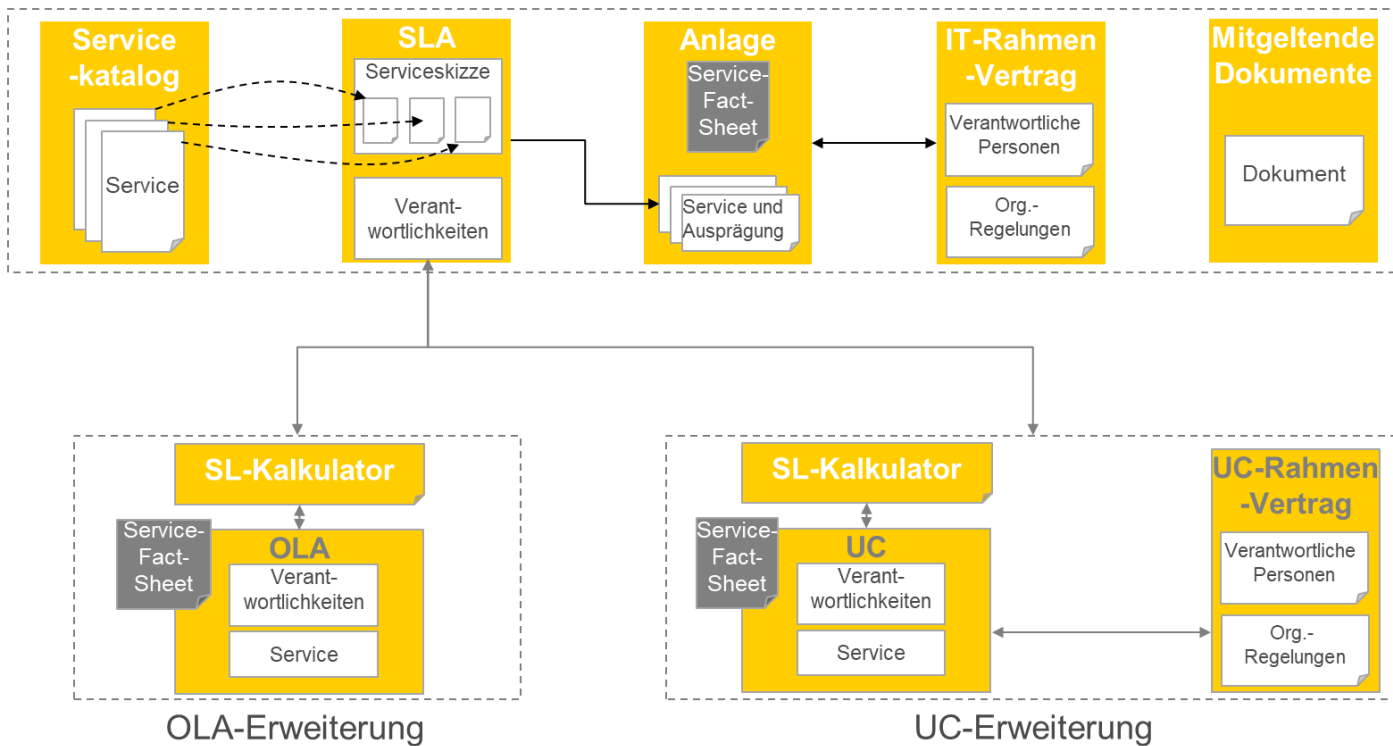 Service
-katalog
Service
SLA
Serviceskizze
Verant-
wortlichkeiten
Anlage
Service-
Fact-
Sheet
Service und
Ausprägung
IT-Rahmen
-Vertrag
Verantwortliche
Personen
Org.-
Regelungen
Mitgeltende
Dokumente
Dokument
SL-Kalkulator
Service-
Fact-
Sheet
OLA
Verant-
wortlichkeiten
Service
OLA-Erweiterung
SL-Kalkulator
Service-
Fact-
Sheet
UC
Verant-
wortlichkeiten
Service
UC-Rahmen
-Vertrag
Verantwortliche
Personen
Org.-
Regelungen
UC-Erweiterung